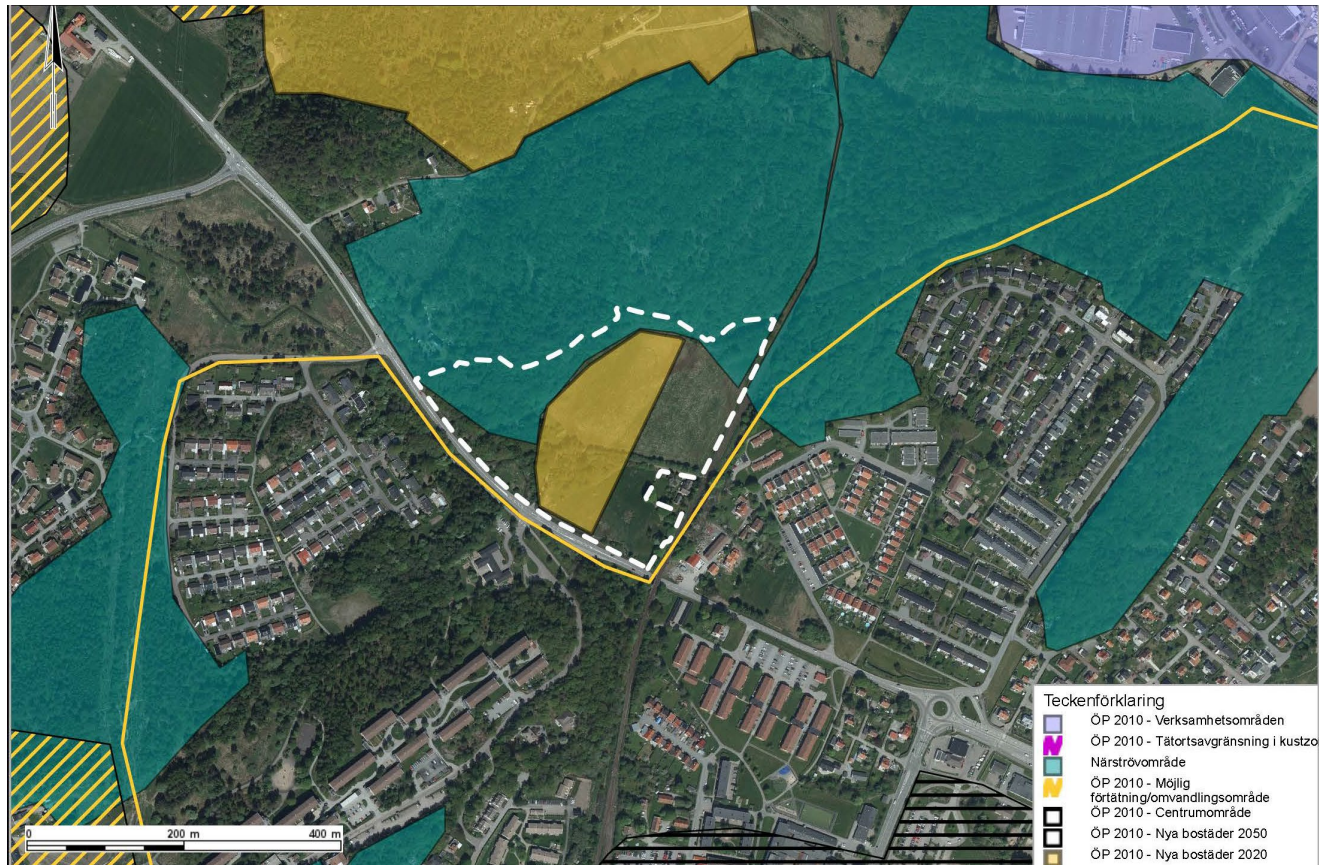 Teckenförklaring
ÖP 2010 - Verksamhetsområden
ÖP 2010 - Tätortsavgränsning i kustzo
Närströvområde
ÖP 2010 - Möjlig
förtätning/omvandlingsområde
ÖP 2010 - Centrumområde
ÖP 2010 - Nya bostäder 2050
ÖP 2010 - Nya bostäder 2020
0 200 m 400 m